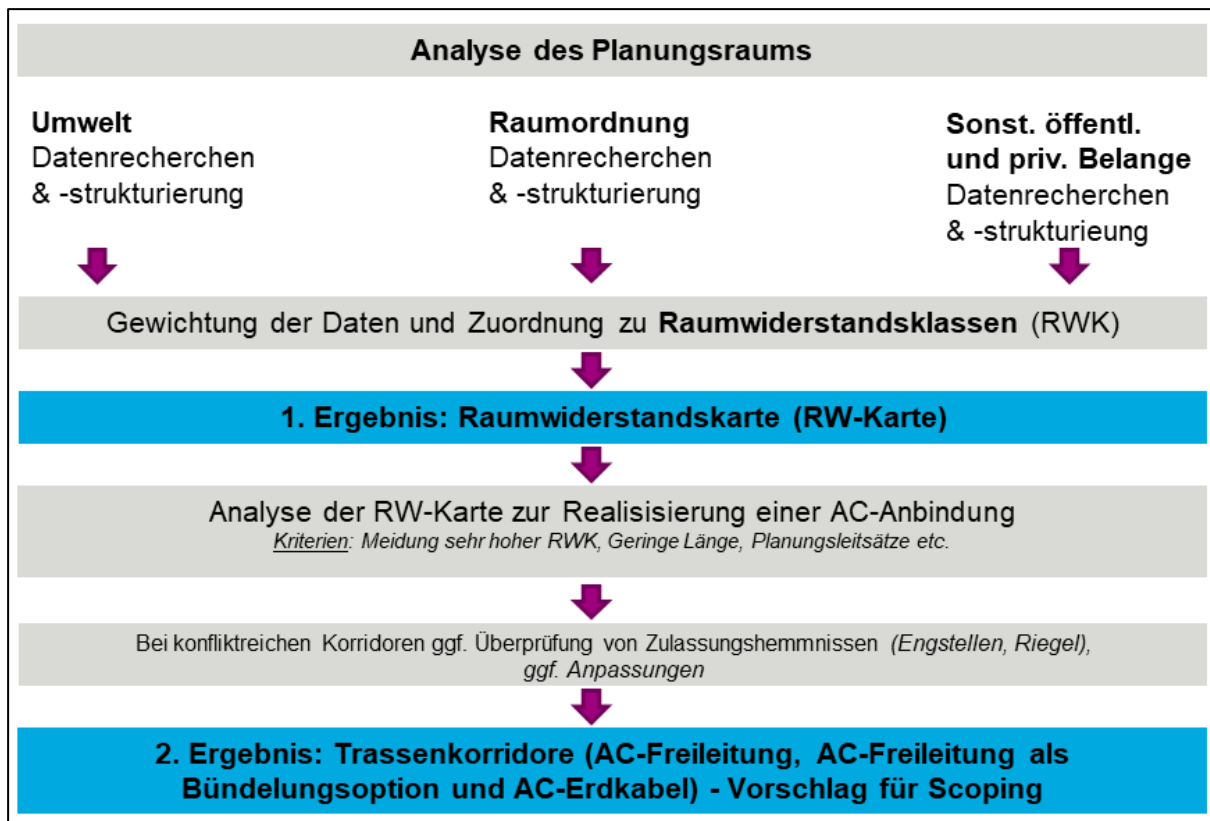 Analyse des Planungsraums
Umwelt
Datenrecherchen
& -strukturierung
Raumordnung
Datenrecherchen
& -strukturierung
Sonst. öffentl.
und priv. Belange
Datenrecherchen
& -strukturieung
Gewichtung der Daten und Zuordnung zu Raumwiderstandsklassen (RWK)
1. Ergebnis: Raumwiderstandskarte (RW-Karte)
Analyse der RW-Karte zur Realisisierung einer AC-Anbindung
Kriterien: Meidung sehr hoher RWK, Geringe Länge, Planungsleitsätze etc.
Bei konfliktreichen Korridoren ggf. Überprüfung von Zulassungshemmnissen (Engstellen, Riegel),
ggf. Anpassungen
2. Ergebnis: Trassenkorridore (AC-Freileitung, AC-Freileitung als
Bündelungsoption und AC-Erdkabel) - Vorschlag für Scoping